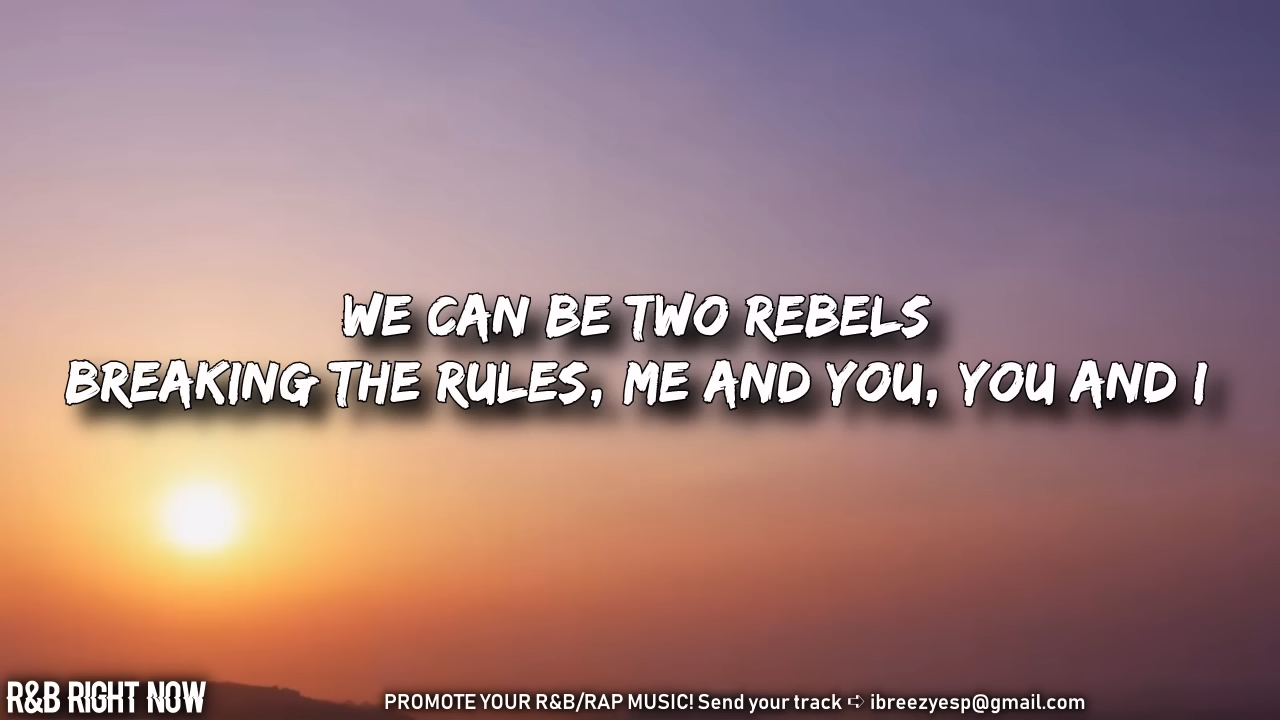 WE CAN BE TWO REBELS
BREAKING THE RULES, ME AND YOU, YOU AND I
R&B RIGHT NOW
PROMOTE YOUR R&B/RAP MUSIC! Send your track ➪ ibreezyesp@gmail.com